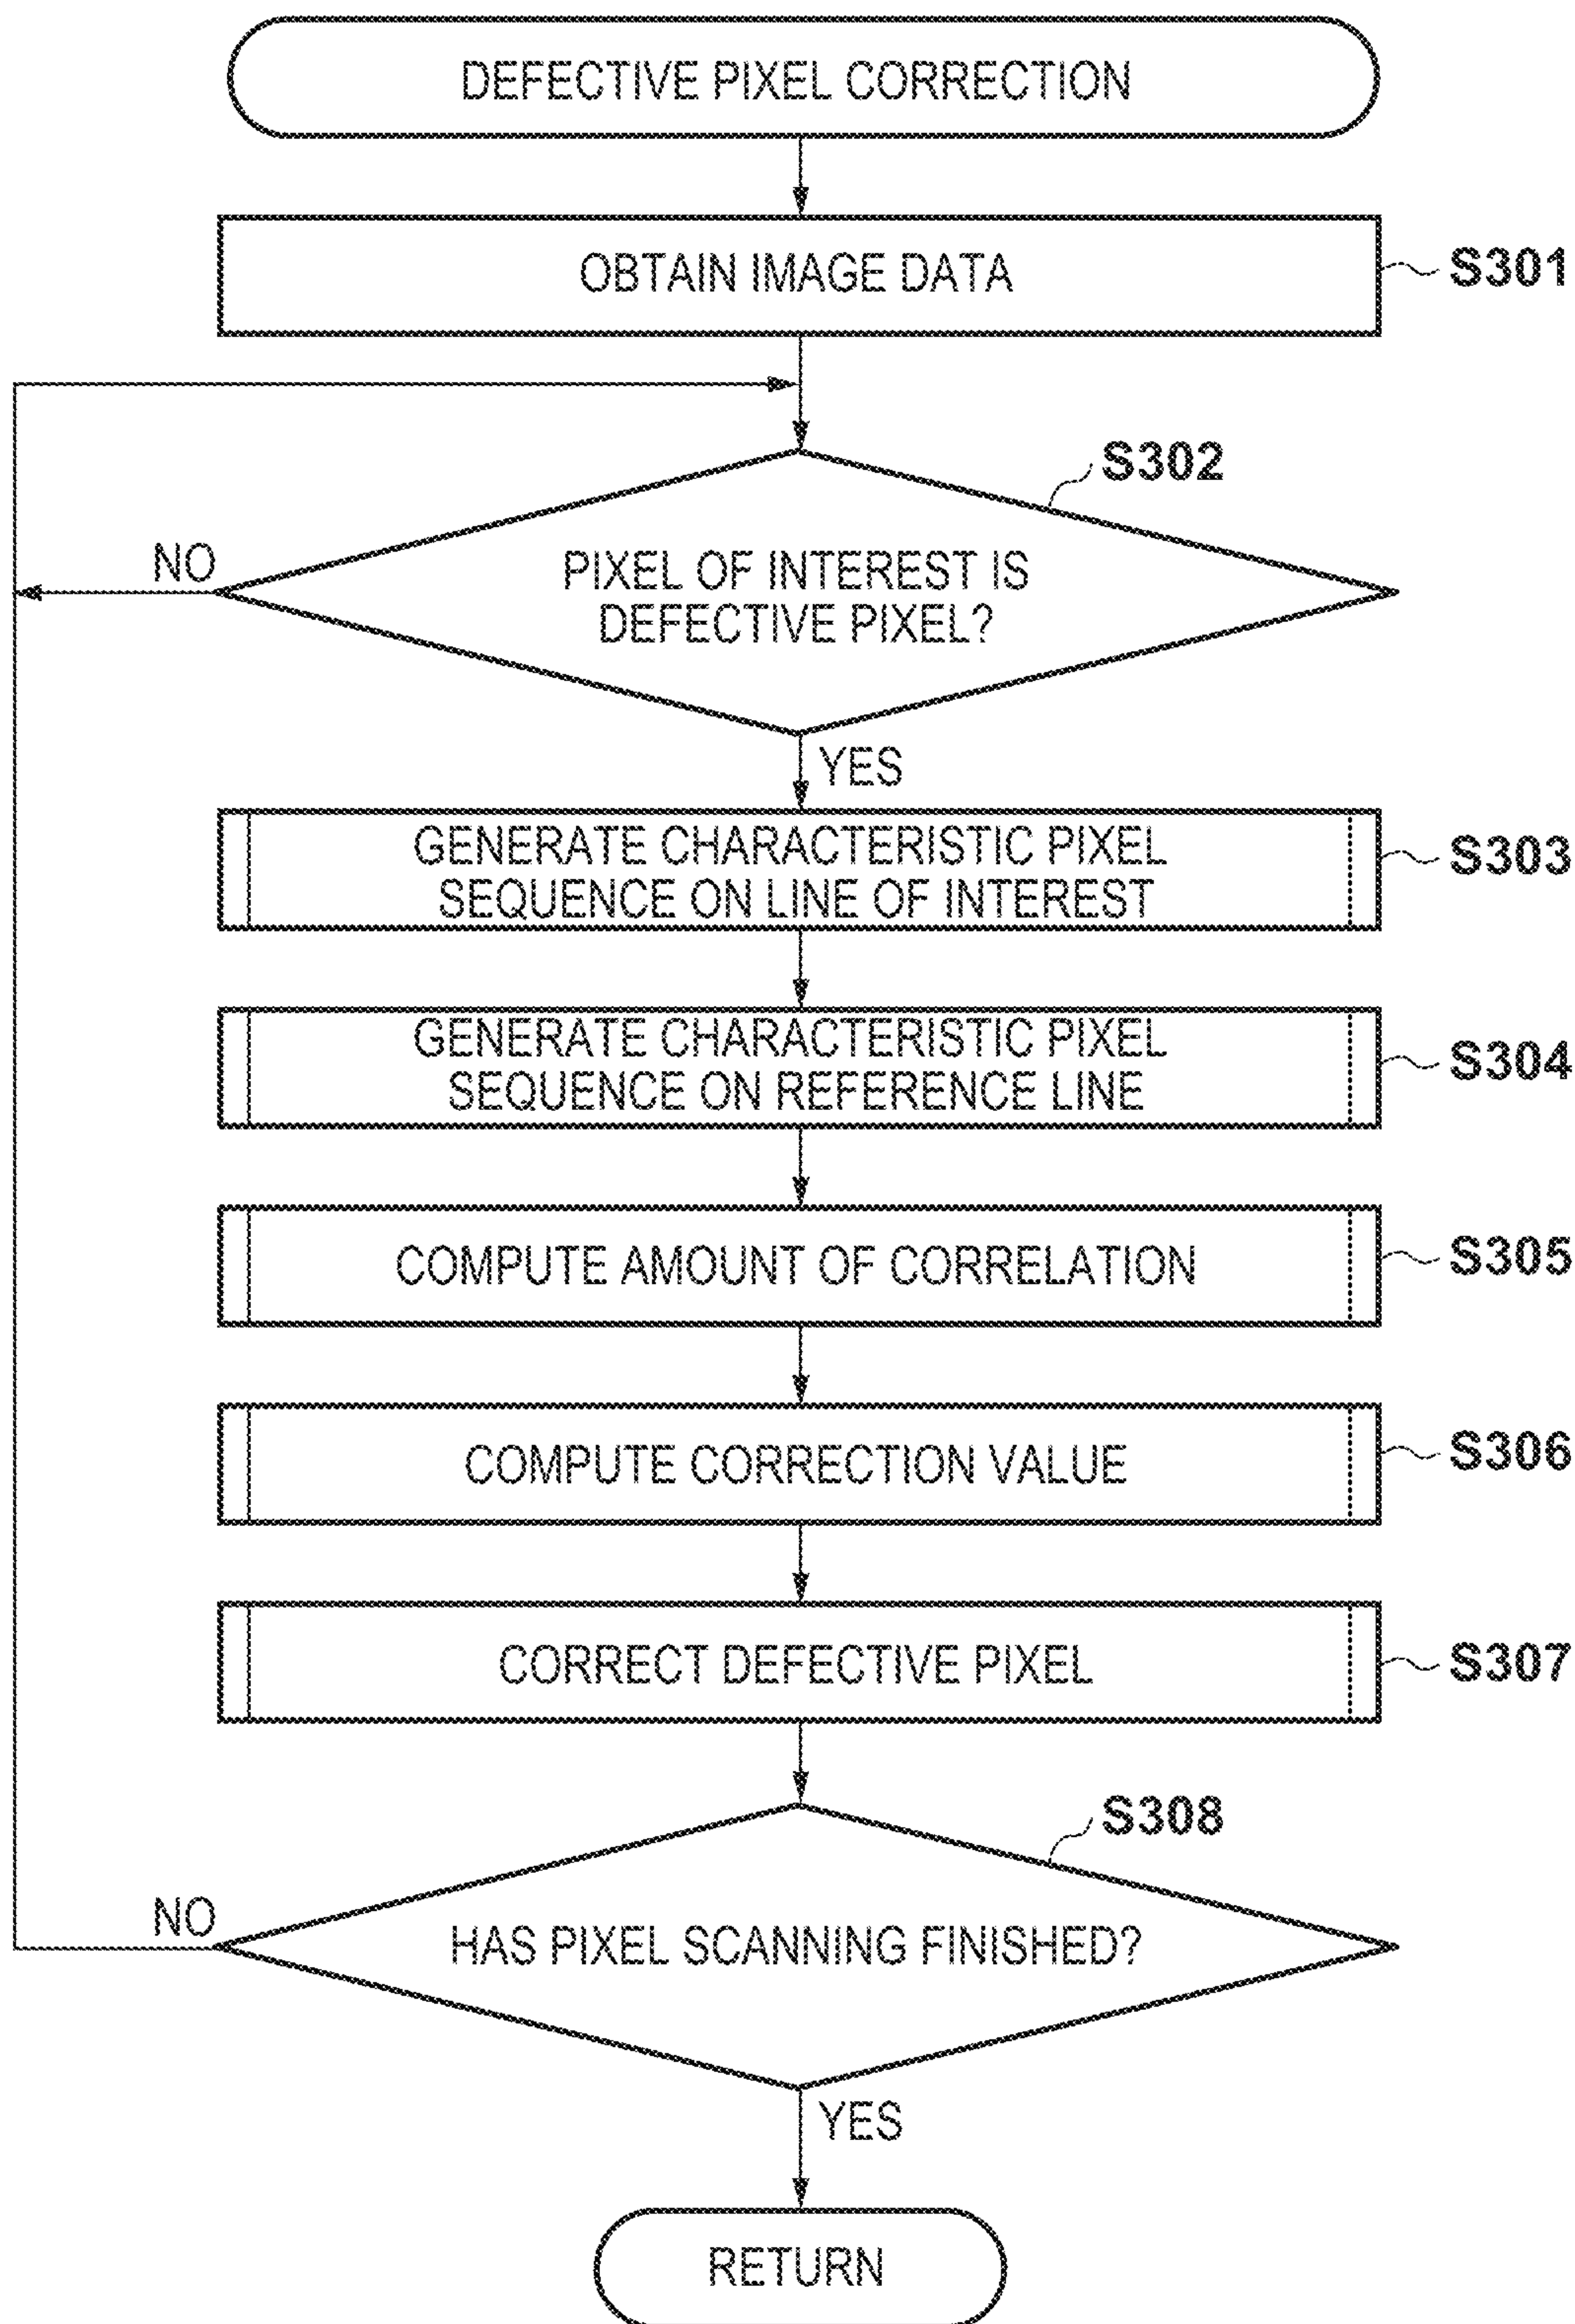 DEFECTIVE PIXEL CORRECTION
OBTAIN IMAGE DATA
S301
S302
NO
PIXEL OF INTEREST IS
DEFECTIVE PIXEL?
YES
GENERATE CHARACTERISTIC PIXEL
SEQUENCE ON LINE OF INTEREST
S303
GENERATE CHARACTERISTIC PIXEL
SEQUENCE ON REFERENCE LINE
S304
COMPUTE AMOUNT OF CORRELATION
S305
COMPUTE CORRECTION VALUE
S306
CORRECT DEFECTIVE PIXEL
S307
S308
NO
HAS PIXEL SCANNING FINISHED?
YES
RETURN